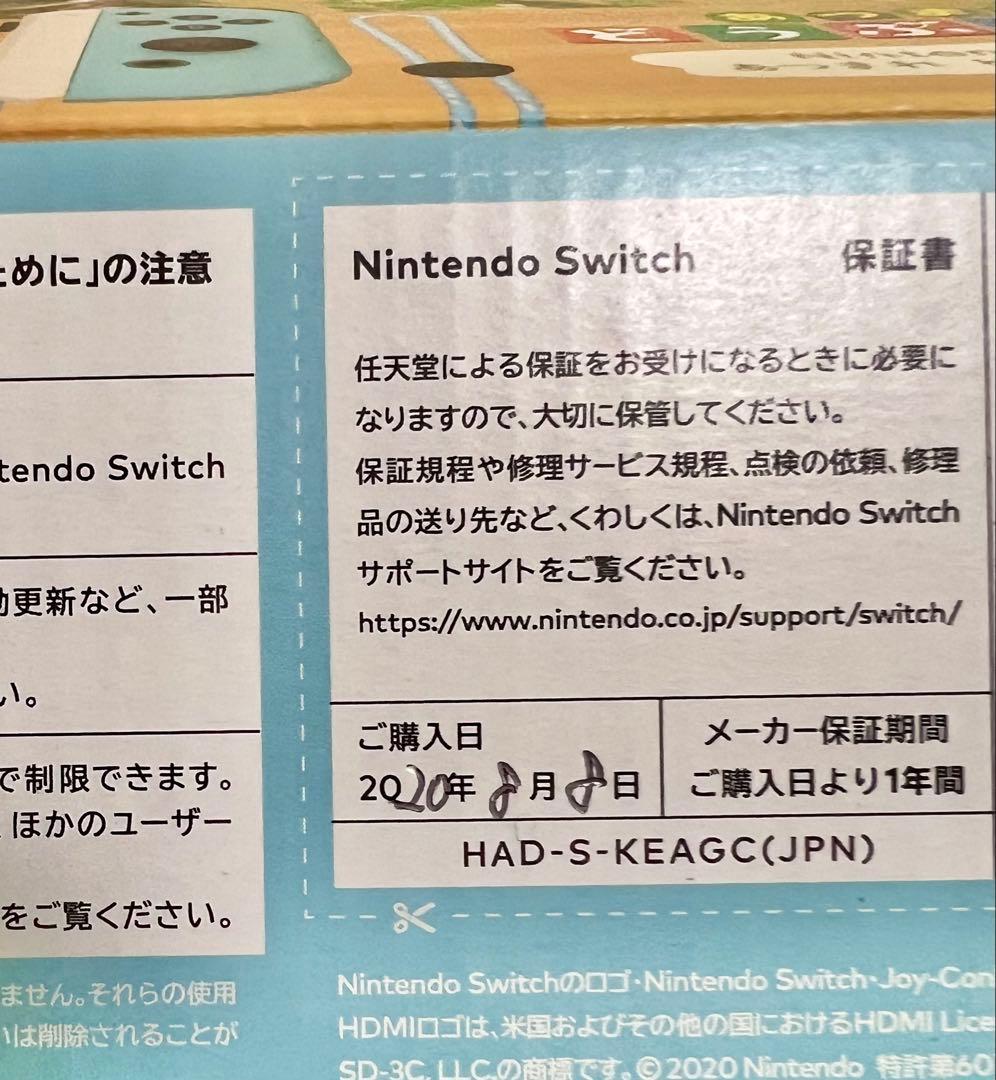 ために」の注意
tendo Switch
動更新など、一部
い。
で制限できます。
ほかのユーザー
をご覧ください。
ません。それらの使用
いは削除されることが
Nintendo Switch 保証書
任天堂による保証をお受けになるときに必要に
なりますので、大切に保管してください。
保証規程や修理サービス規程、点検の依頼、修理
品の送り先など、くわしくは、Nintendo Switch
サポートサイトをご覧ください。
https://www.nintendo.co.jp/support/switch/
ご購入日
2020年 8月 8日
メーカー保証期間
ご購入日より1年間
HAD-S-KEAGC(JPN)
Nintendo Switchのロゴ・Nintendo Switch・Joy-Con
HDMIロゴは、米国およびその他の国におけるHDMI Lice
SD-3C, LLC.の商標です。©2020 Nintendo 特許第60